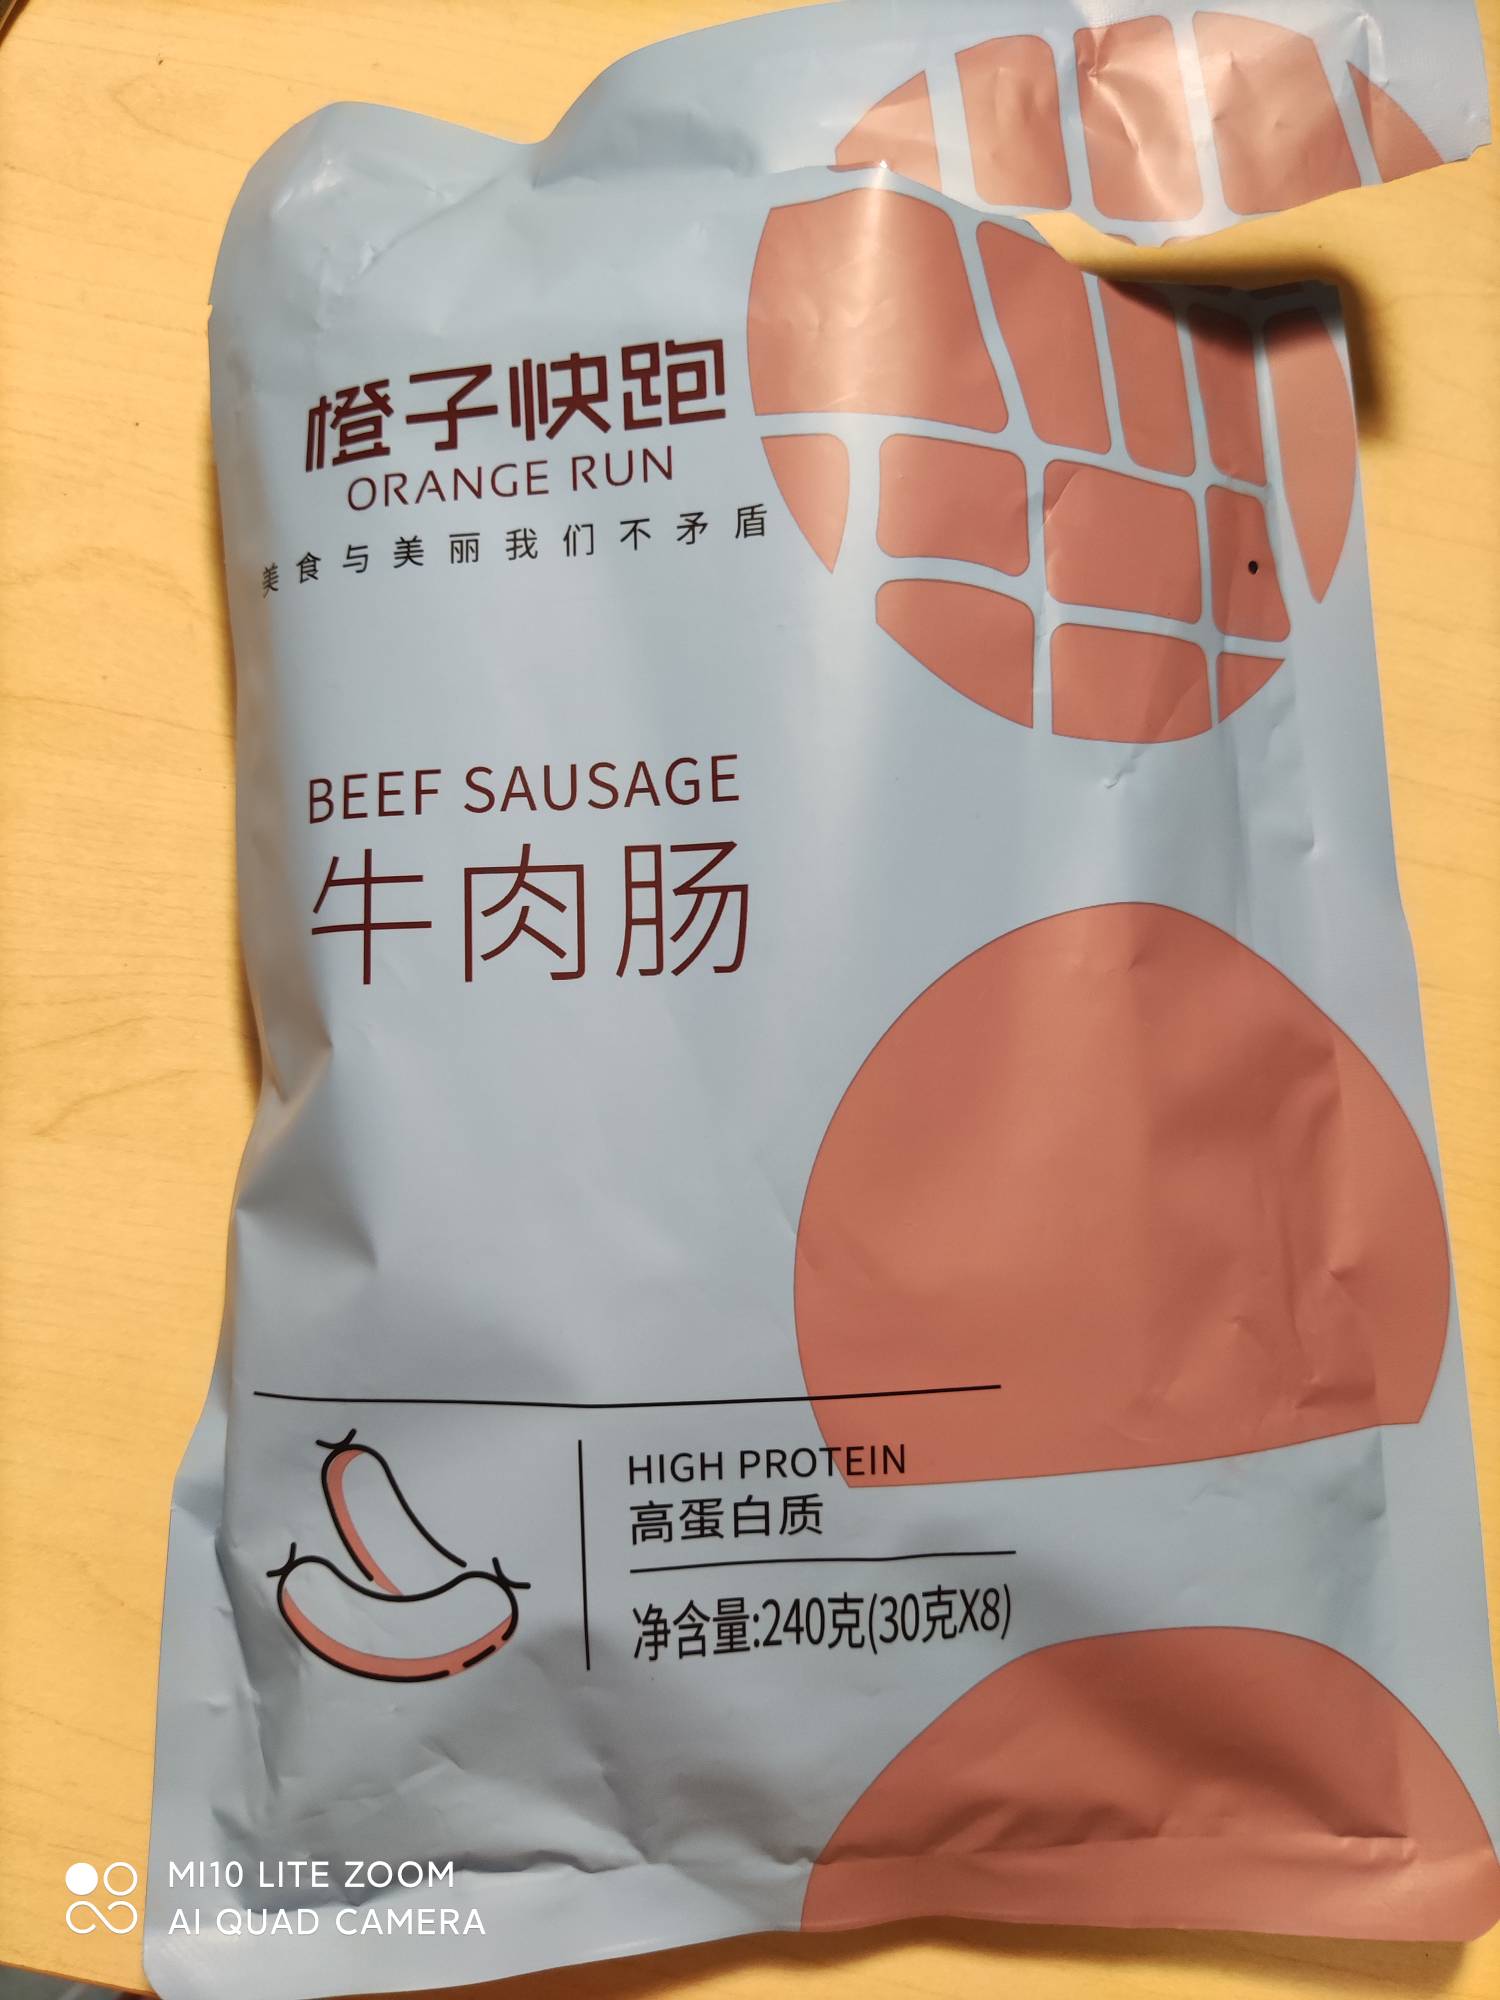 橙子快跑
ORANGE RUN
美食与美丽我们不矛盾
BEEF SAUSAGE
牛肉肠
HIGH PROTEIN
高蛋白质
净含量:240克(30克X8)
MI10 LITE ZOOM
AI QUAD CAMERA